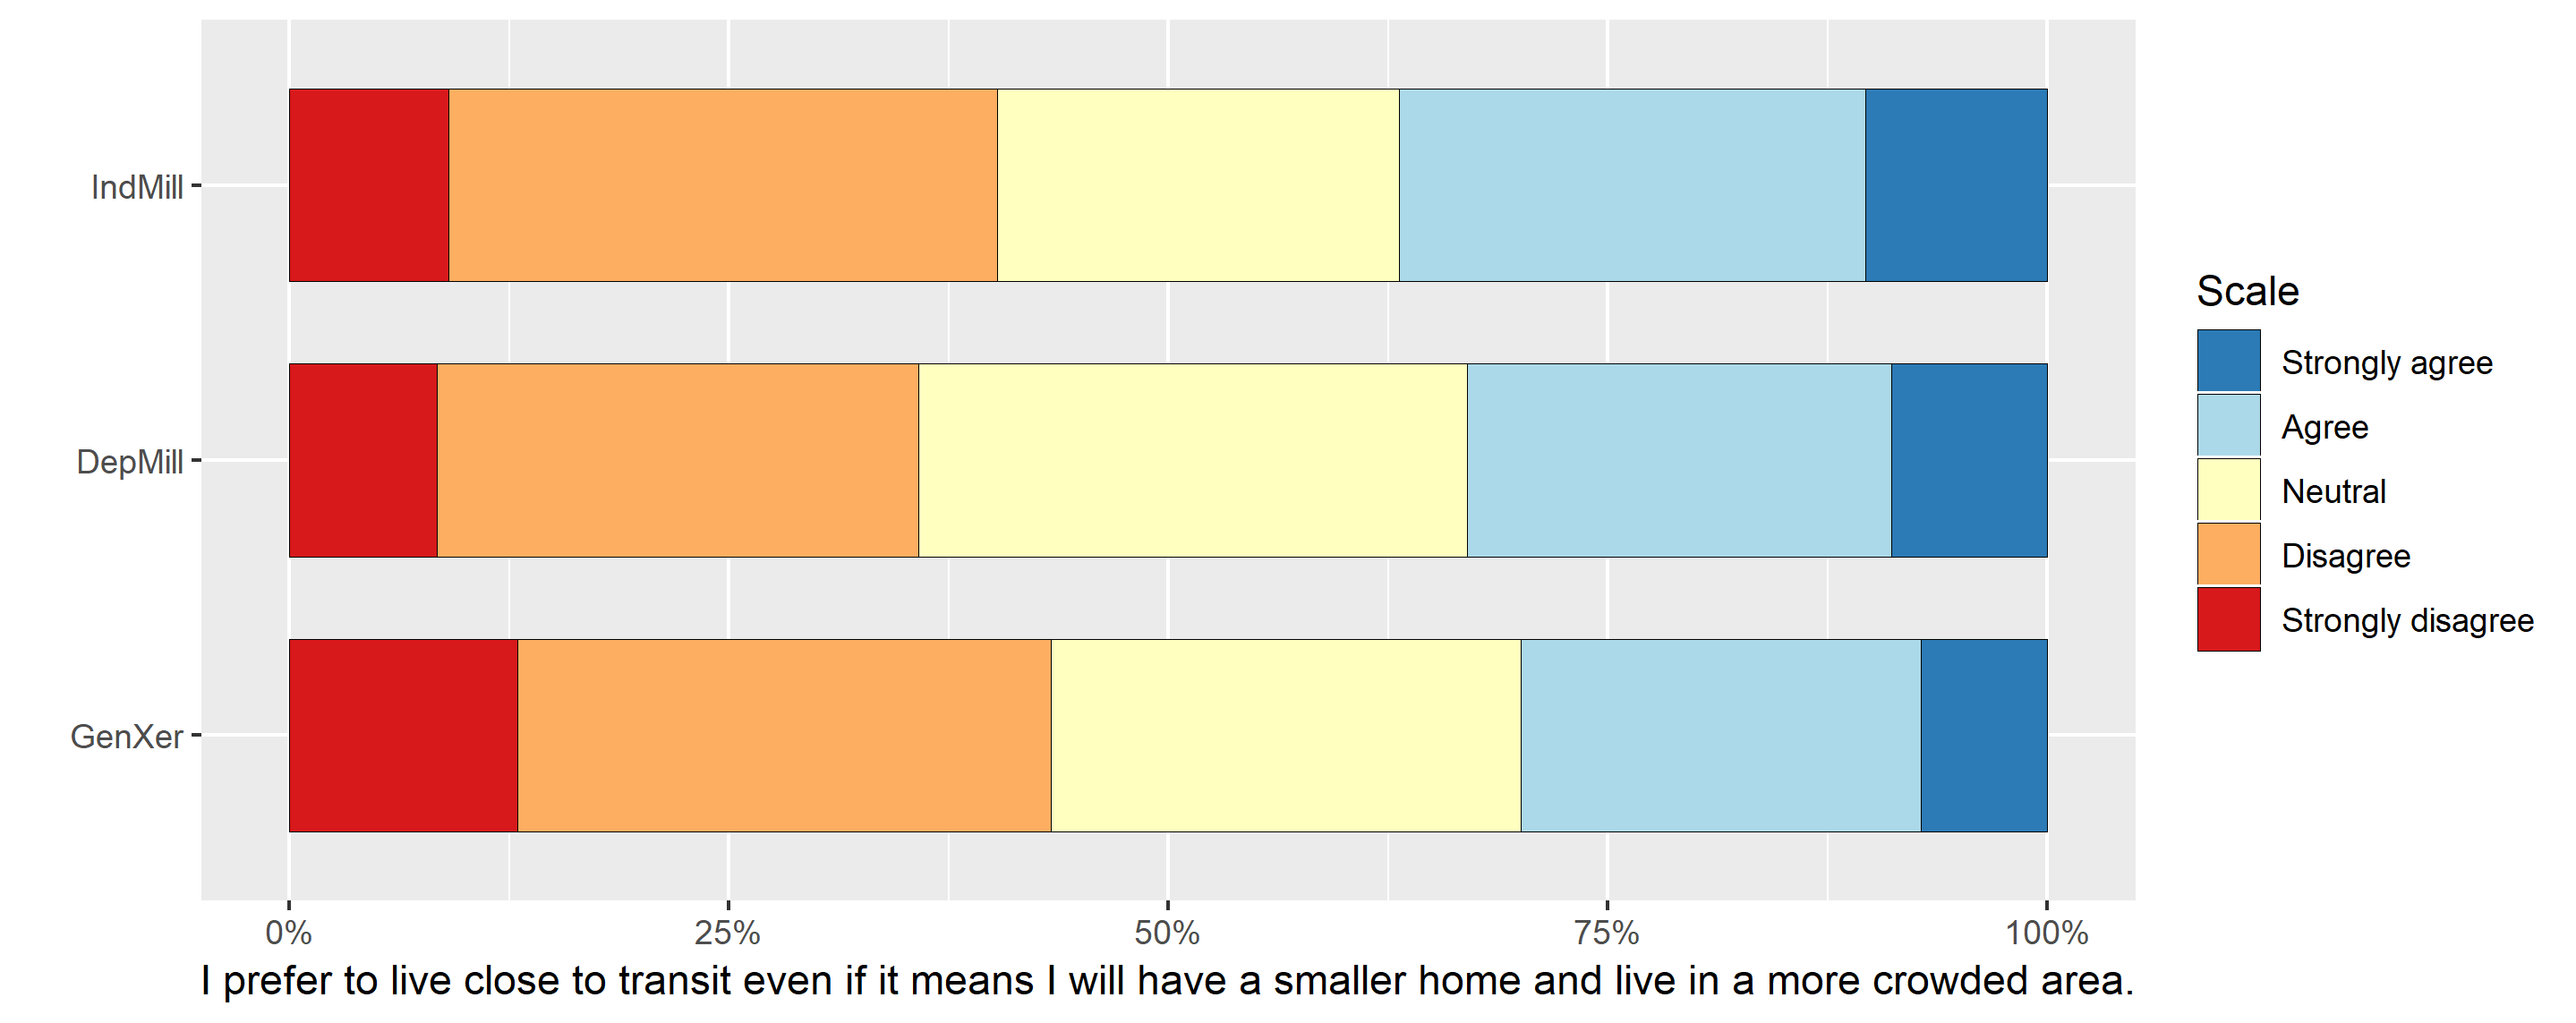 IndMill
DepMill
GenXer
0% 25% 50% 75% 100%
I prefer to live close to transit even if it means I will have a smaller home and live in a more crowded area.
Scale
Strongly agree
Agree
Neutral
Disagree
Strongly disagree